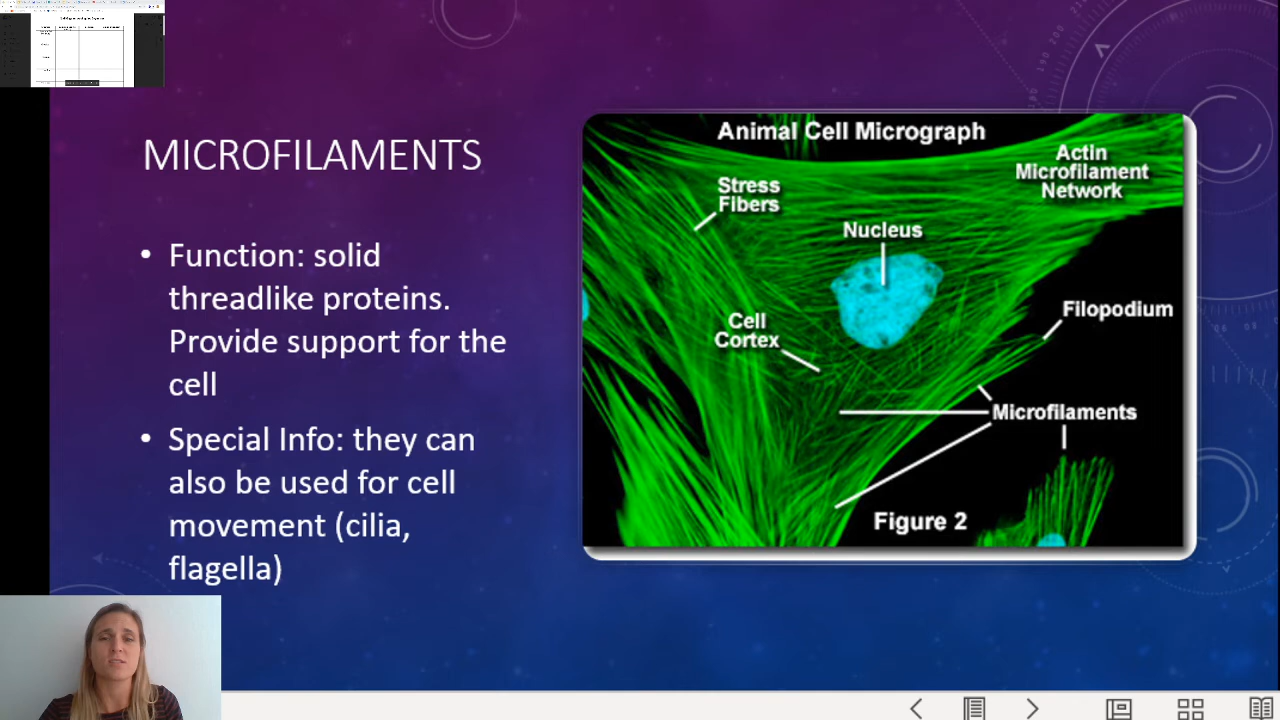 MICROFILAMENTS
• Function: solid
threadlike proteins.
Provide support for the
cell
• Special Info: they can
also be used for cell
movement (cilia,
flagella)
Animal Cell Micrograph
Actin
Microfilament
Network
Stress
Fibers
Nucleus
Filopodium
Cell
Cortex
Microfilaments
Figure 2